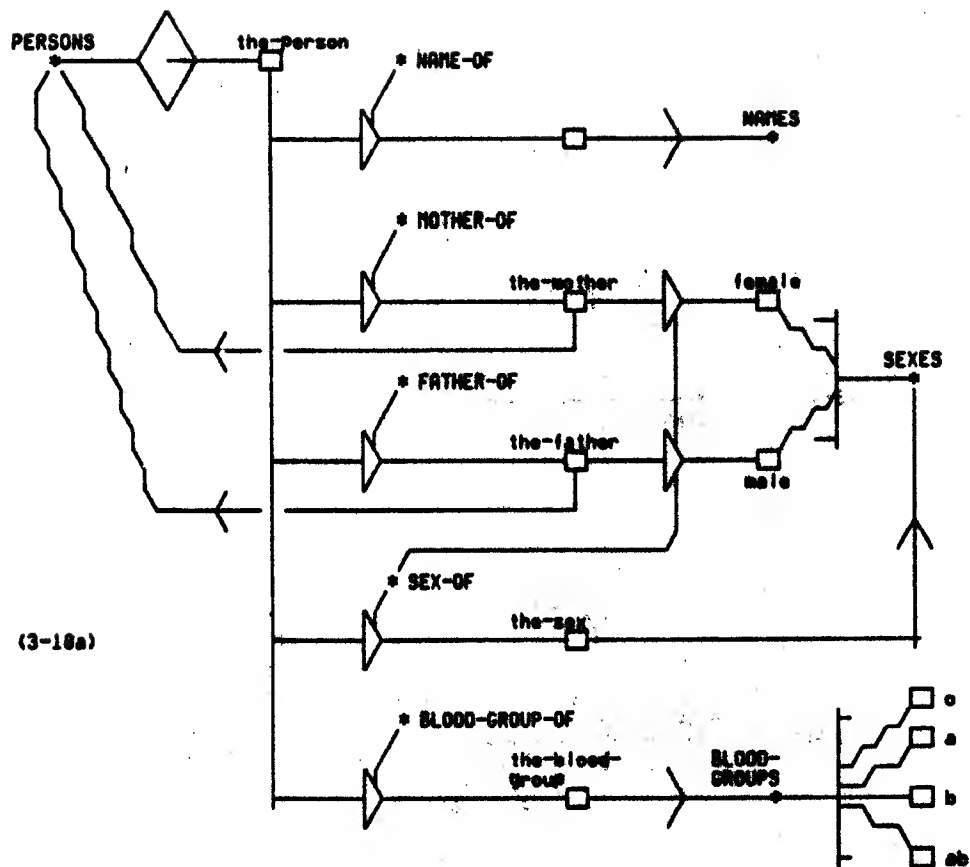 PERSONS
the-person
* NAME-OF
NAMES
* MOTHER-OF
the-mother
female
SEXES
* FATHER-OF
the-father
male
* SEX-OF
the-sex
(3-18a)
* BLOOD-GROUP-OF
the-blood-
group
BLOOD-
GROUPS
o
a
b
ab